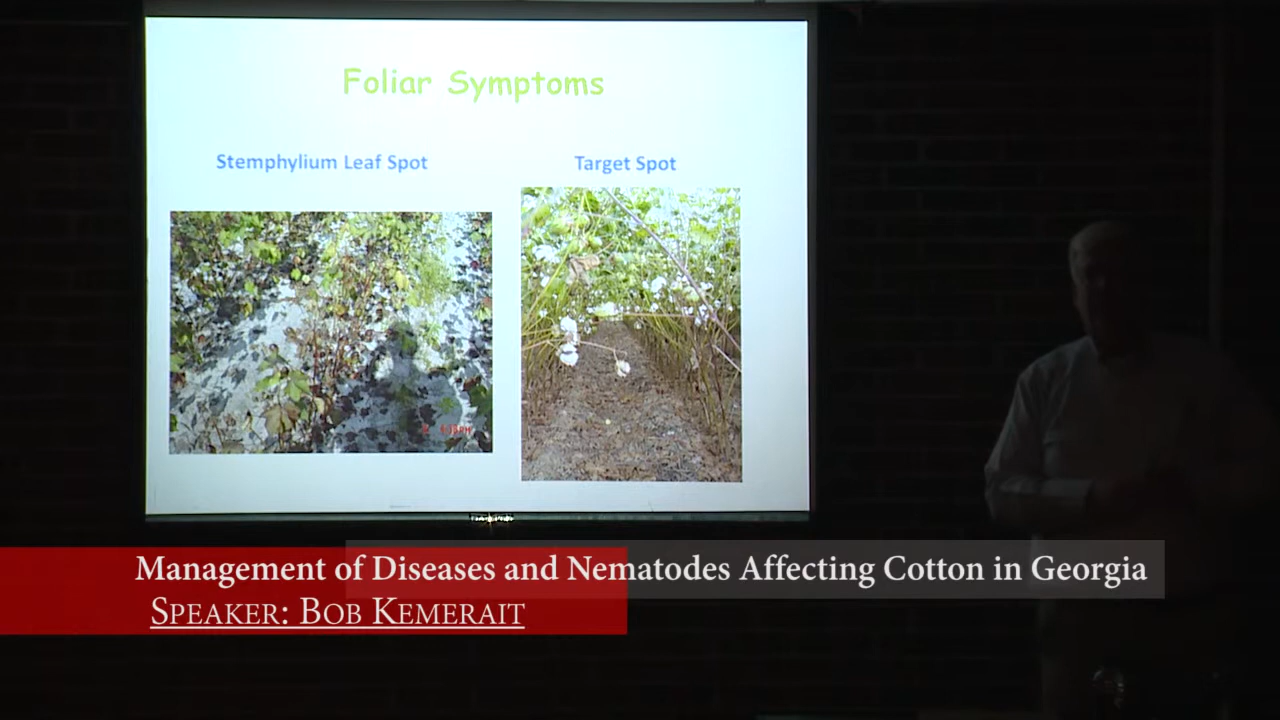 Foliar Symptoms
Stemphylium Leaf Spot
Target Spot
Management of Diseases and Nematodes Affecting Cotton in Georgia
SPEAKER: BOB KEMERAIT